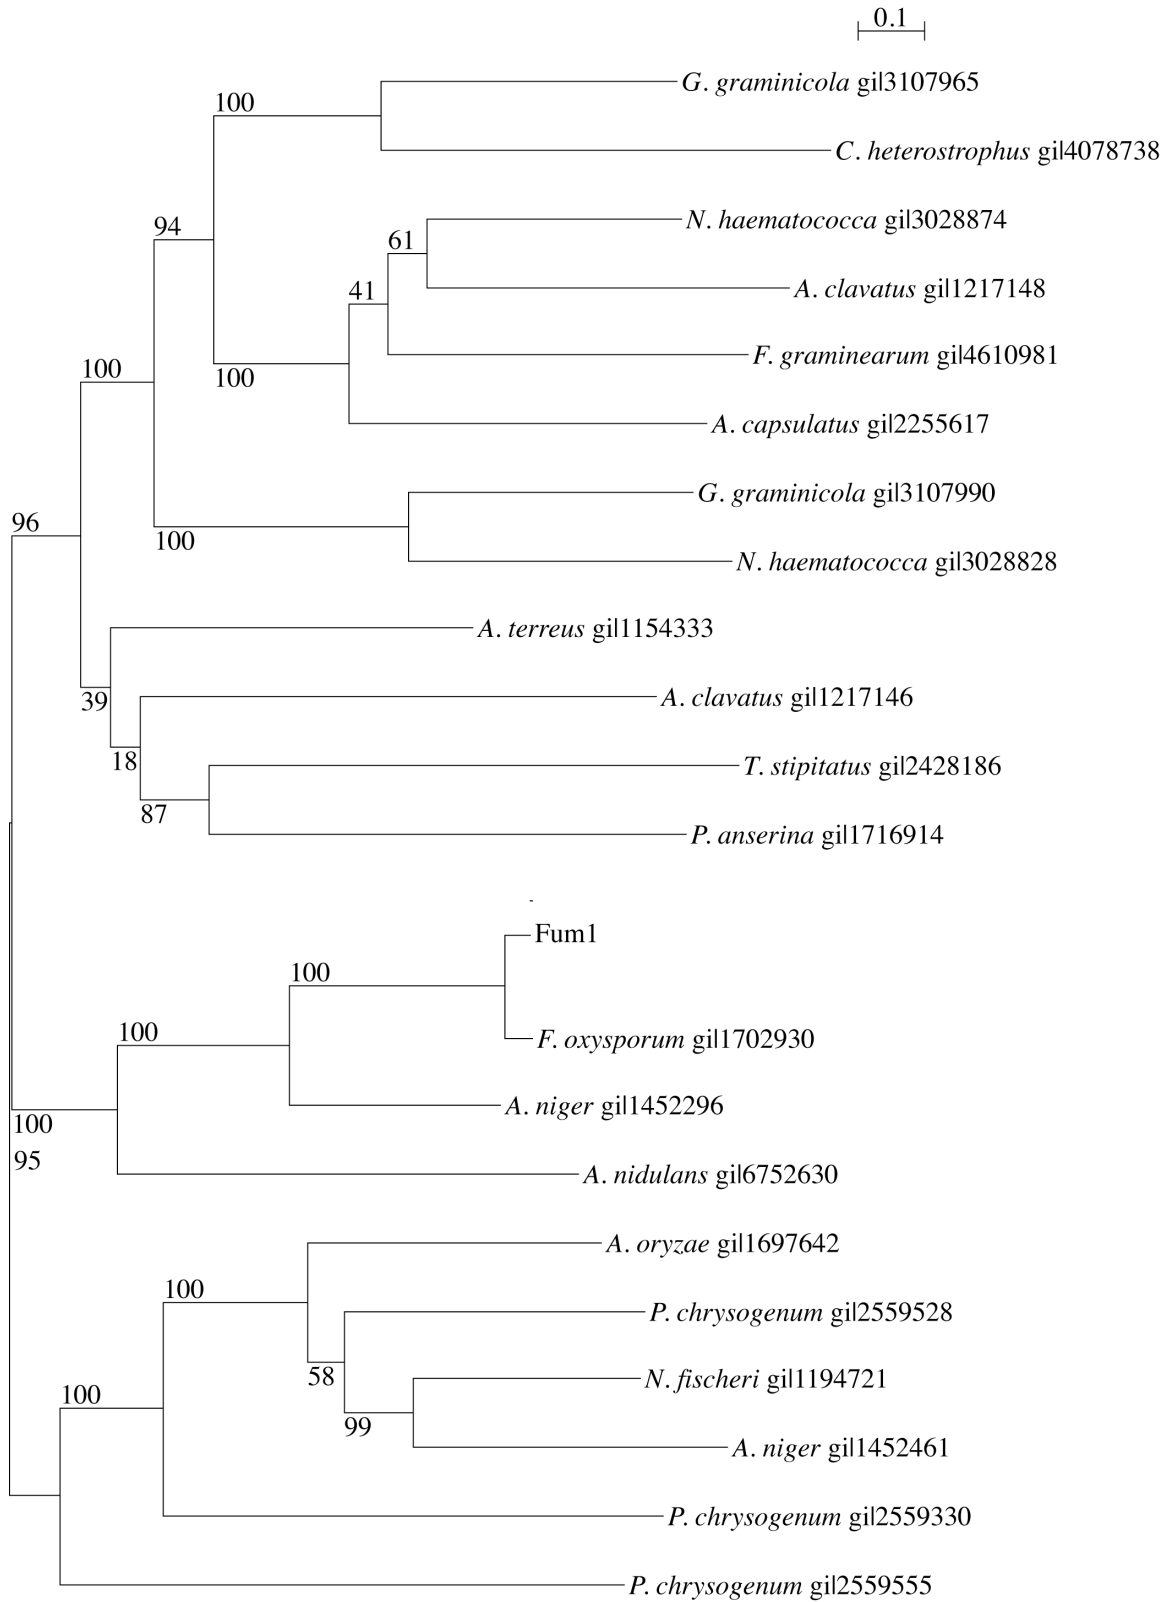 0.1
G. graminicola gi|3107965
100
C. heterostrophus gi|4078738
N. haematococca gi|3028874
94
61
A. clavatus gi|1217148
41
F. graminearum gi|4610981
100
100
A. capsulatus gi|2255617
G. graminicola gi|3107990
96
100
N. haematococca gi|3028828
A. terreus gi|1154333
39
A. clavatus gi|1217146
18
T. stipitatus gi|2428186
87
P. anserina gi|1716914
Fum1
100
100
F. oxysporum gi|1702930
A. niger gi|1452296
100
95
A. nidulans gi|6752630
A. oryzae gi|1697642
100
P. chrysogenum gi|2559528
58
N. fischeri gi|1194721
100
99
A. niger gi|1452461
P. chrysogenum gi|2559330
P. chrysogenum gi|2559555